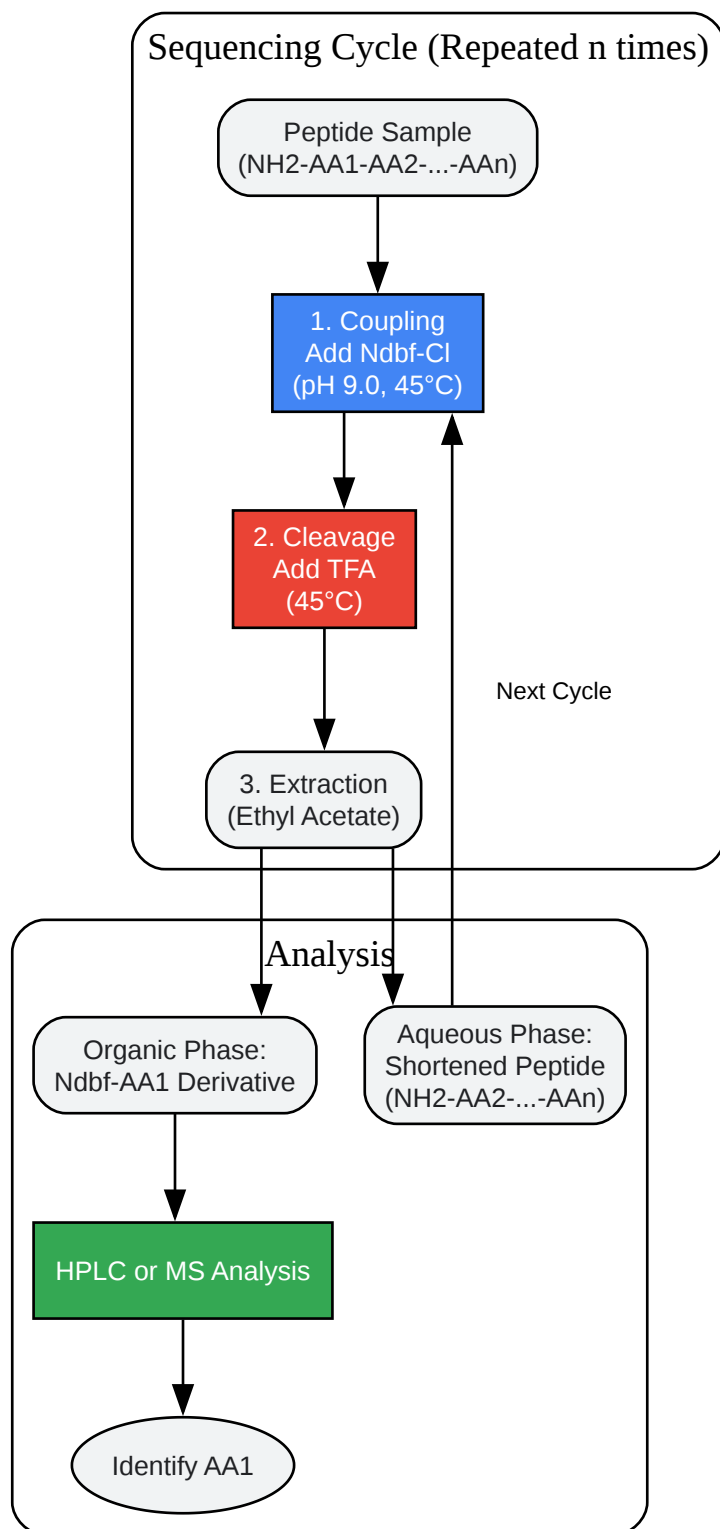 Sequencing Cycle (Repeated n times)
Peptide Sample
(NH2-AA1-AA2-...-AAn)
1. Coupling
Add Ndbf-Cl
(pH 9.0, 45°C)
2. Cleavage
Add TFA
(45°C)
Next Cycle
3. Extraction
(Ethyl Acetate)
Analysis
Organic Phase:
Ndbf-AA1 Derivative
Aqueous Phase:
Shortened Peptide
(NH2-AA2-...-AAn)
HPLC or MS Analysis
Identify AA1